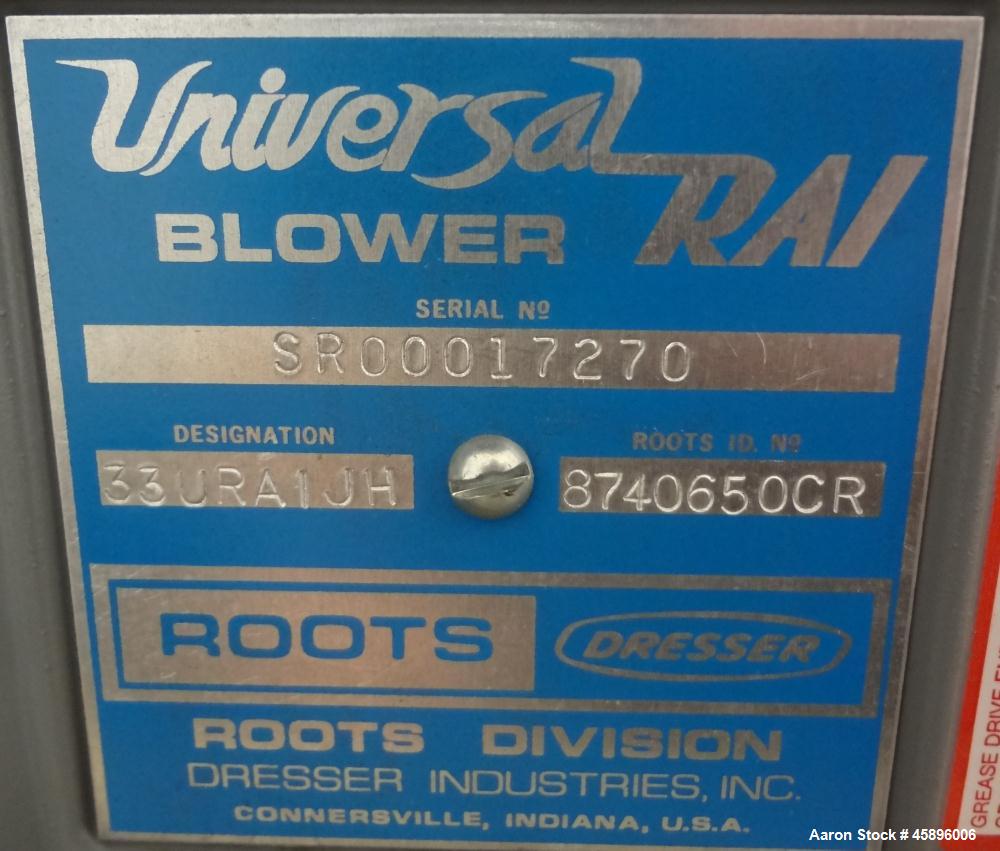 Universal RAI
BLOWER
SERIAL Nº
SR00017270
DESIGNATION
33URAIJH
ROOTS ID. Nº
8740650CR
ROOTS
DRESSER
ROOTS DIVISION
DRESSER INDUSTRIES, INC.
CONNERSVILLE, INDIANA, U.S.A.
GREASE DRIVE
Aaron Stock # 45896006